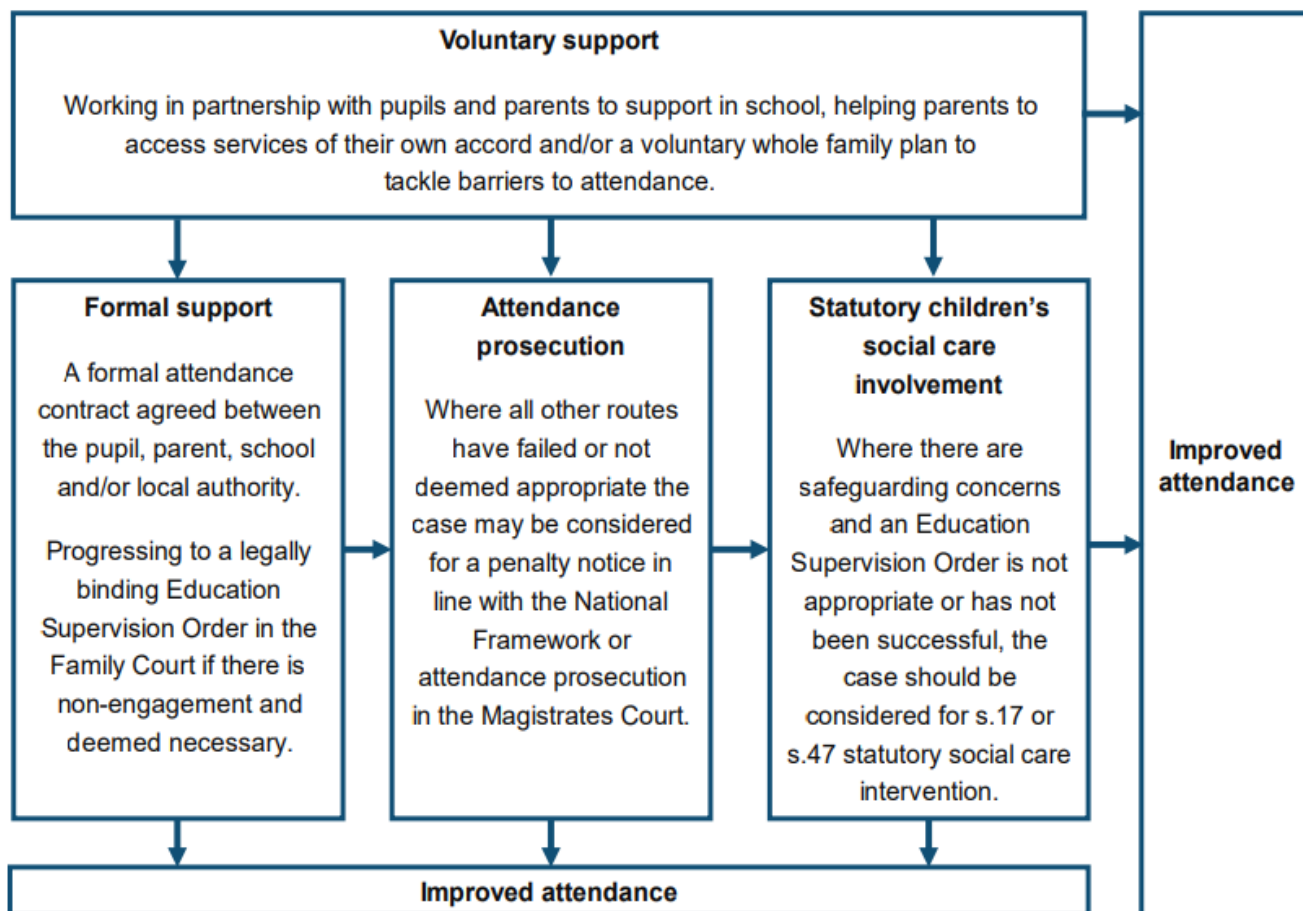 Voluntary support
Working in partnership with pupils and parents to support in school, helping parents to
access services of their own accord and/or a voluntary whole family plan to
tackle barriers to attendance.
Formal support
A formal attendance
contract agreed between
the pupil, parent, school
and/or local authority.
Progressing to a legally
binding Education
Supervision Order in the
Family Court if there is
non-engagement and
deemed necessary.
Attendance
prosecution
Where all other routes
have failed or not
deemed appropriate the
case may be considered
for a penalty notice in
line with the National
Framework or
attendance prosecution
in the Magistrates Court.
Statutory children’s
social care
involvement
Where there are
safeguarding concerns
and an Education
Supervision Order is not
appropriate or has not
been successful, the
case should be
considered for s.17 or
s.47 statutory social care
intervention.
Improved
attendance
Improved attendance